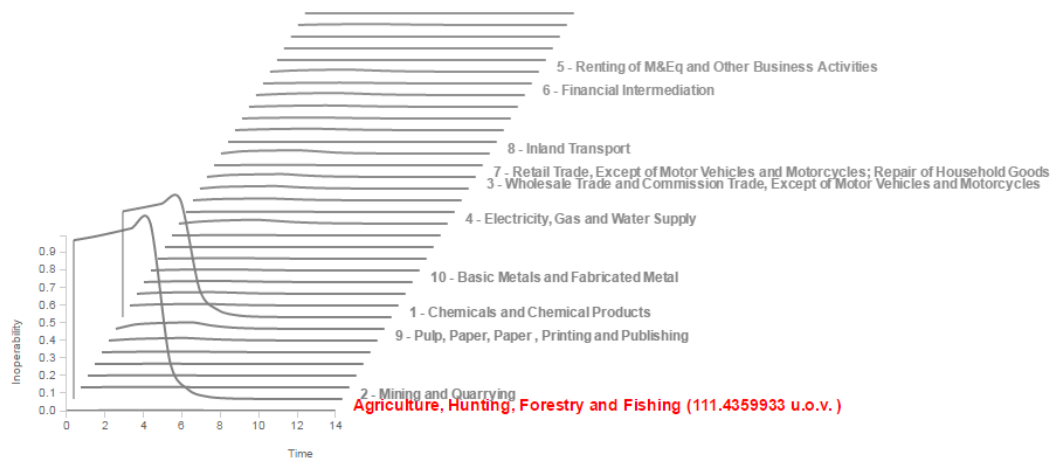 5 - Renting of M&Eq and Other Business Activities
6 - Financial Intermediation
8 - Inland Transport
7 - Retail Trade, Except of Motor Vehicles and Motorcycles; Repair of Household Goods
3 - Wholesale Trade and Commission Trade, Except of Motor Vehicles and Motorcycles
4 - Electricity, Gas and Water Supply
10 - Basic Metals and Fabricated Metal
1 - Chemicals and Chemical Products
9 - Pulp, Paper, Paper , Printing and Publishing
2 - Mining and Quarrying
Agriculture, Hunting, Forestry and Fishing (111.4359933 u.o.v. )
Inoperability
0.9
0.8
0.7
0.6
0.5
0.4
0.3
0.2
0.1
0.0
0 2 4 6 8 10 12 14
Time